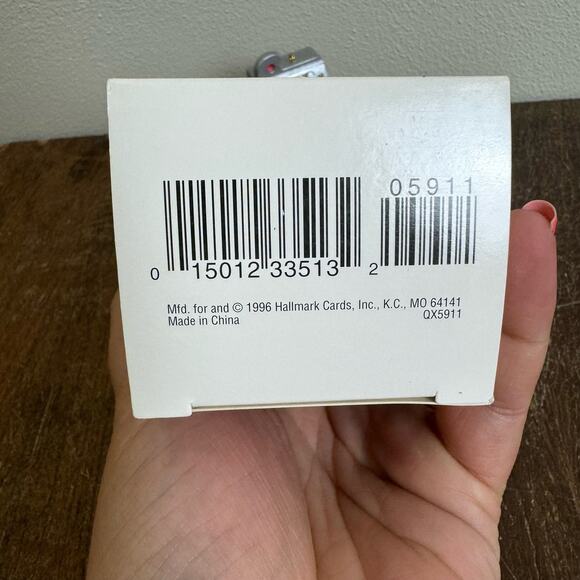 05911
0 15012 33513 2
Mfd. for and © 1996 Hallmark Cards, Inc., K.C., MO 64141
Made in China QX5911